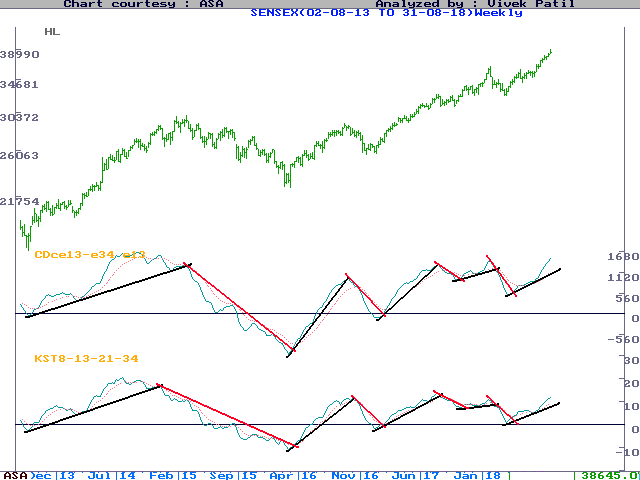 Chart courtesy : ASA Analyzed by : Vivek Patil
SENSEX(02-08-13 TO 31-08-18)Weekly
HL
38990
34681
30372
26063
21754
CDce13-e34 e13
1680
1120
560
0
-560
KST8-13-21-34
30
20
10
0
-10
ASA Dec|13 Jul|14 Feb|15 Sep|15 Apr|16 Nov|16 Jun|17 Jan|18 38645.0